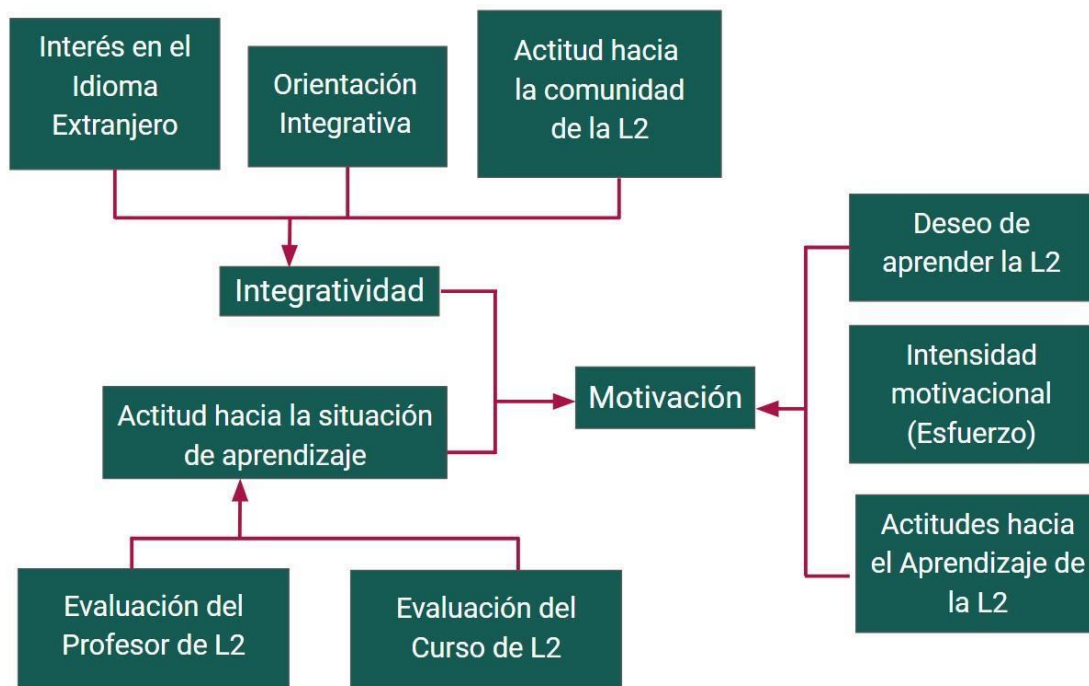 Interés en el
Idioma
Extranjero
Orientación
Integrativa
Actitud hacia
la comunidad
de la L2
Integratividad
Actitud hacia la situación
de aprendizaje
Evaluación del
Profesor de L2
Evaluación del
Curso de L2
Motivación
Deseo de
aprender la L2
Intensidad
motivacional
(Esfuerzo)
Actitudes hacia
el Aprendizaje de
la L2